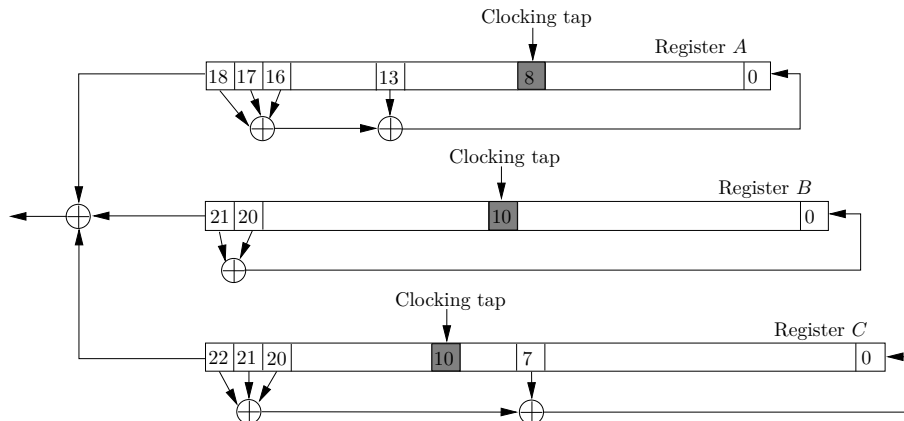 Clocking tap
Register A
18 17 16 13 8 0
Clocking tap
Register B
21 20 10 0
Clocking tap
Register C
22 21 20 10 7 0